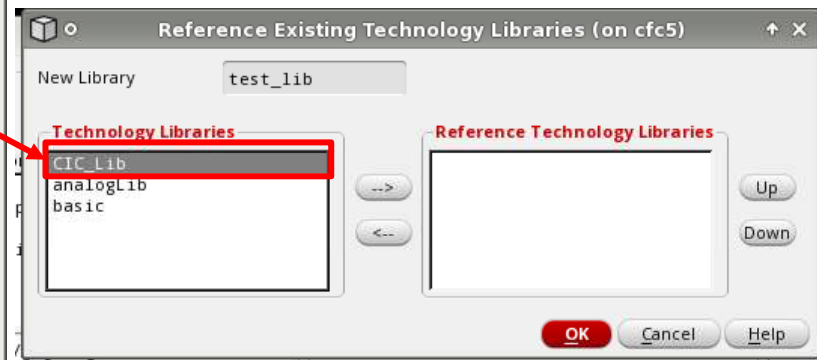 Reference Existing Technology Libraries (on cfc5)
New Library test_lib
Technology Libraries
Reference Technology Libraries
CIC_Lib
analogLib
basic
-->
<--
Up
Down
OK Cancel Help